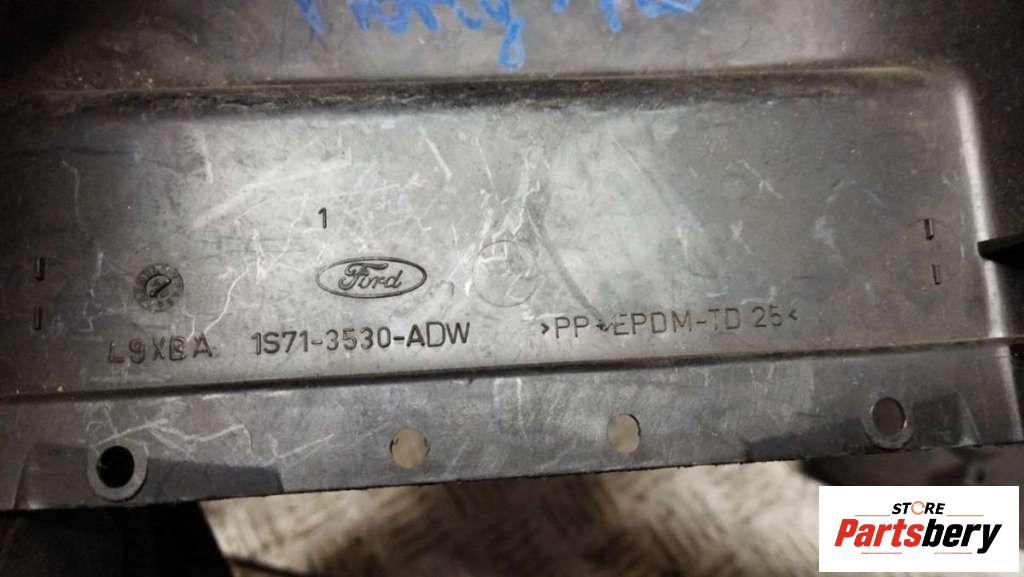 1
Ford
L9XBA 1S71-3530-ADW >PP+EPDM-TD 25<
STORE
Partsbery